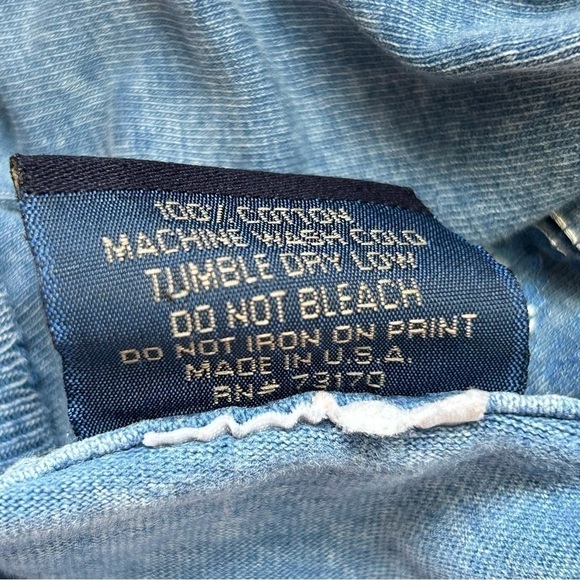 100% COTTON
MACHINE WASH COLD
TUMBLE DRY LOW
DO NOT BLEACH
DO NOT IRON ON PRINT
MADE IN U.S.A.
RN# 73170